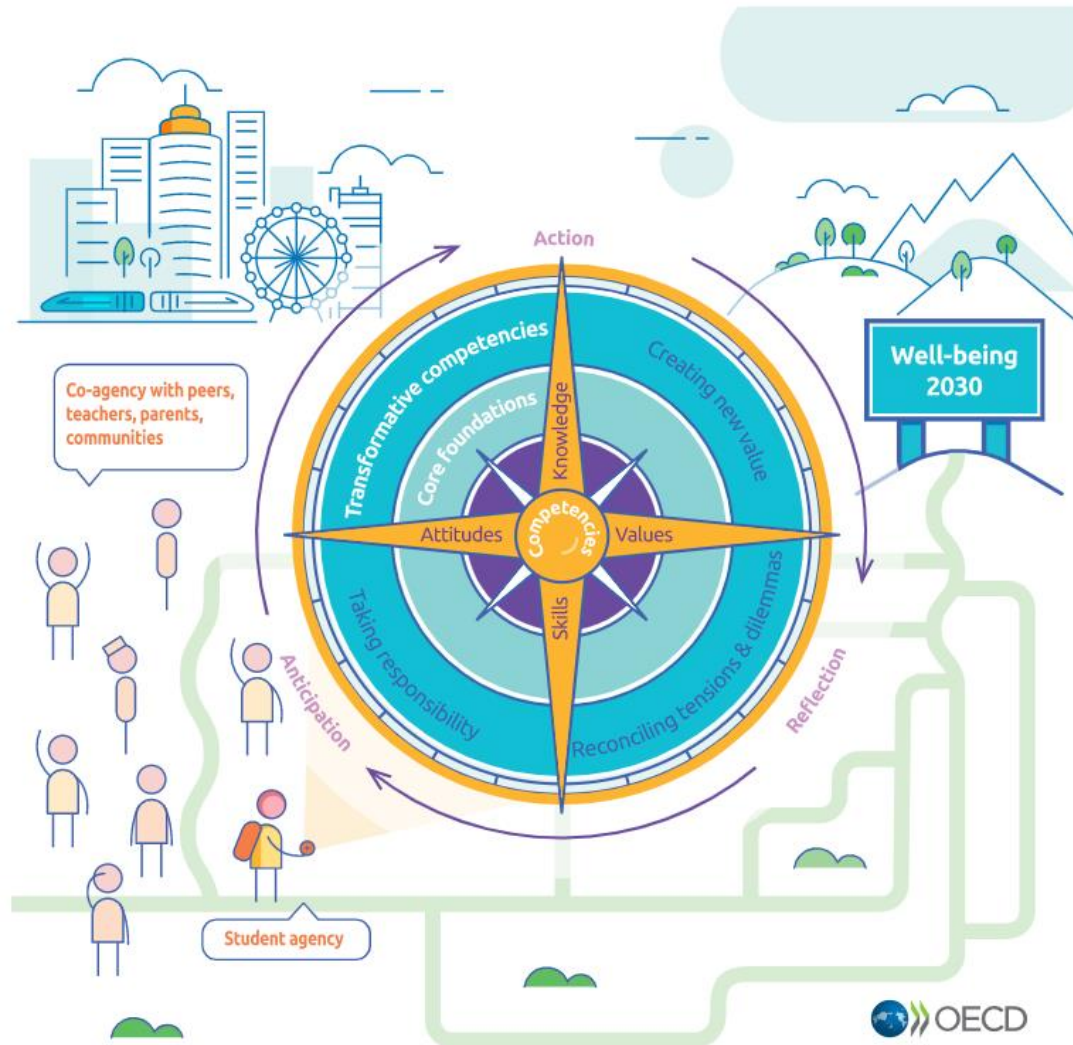 Action
Well-being
2030
Co-agency with peers,
teachers, parents,
communities
Transformative competencies
Core foundations
Creating new value
Knowledge
Attitudes
Competencies
Values
Skills
Taking responsibility
Reconciling tensions & dilemmas
Anticipation
Reflection
Student agency
OECD